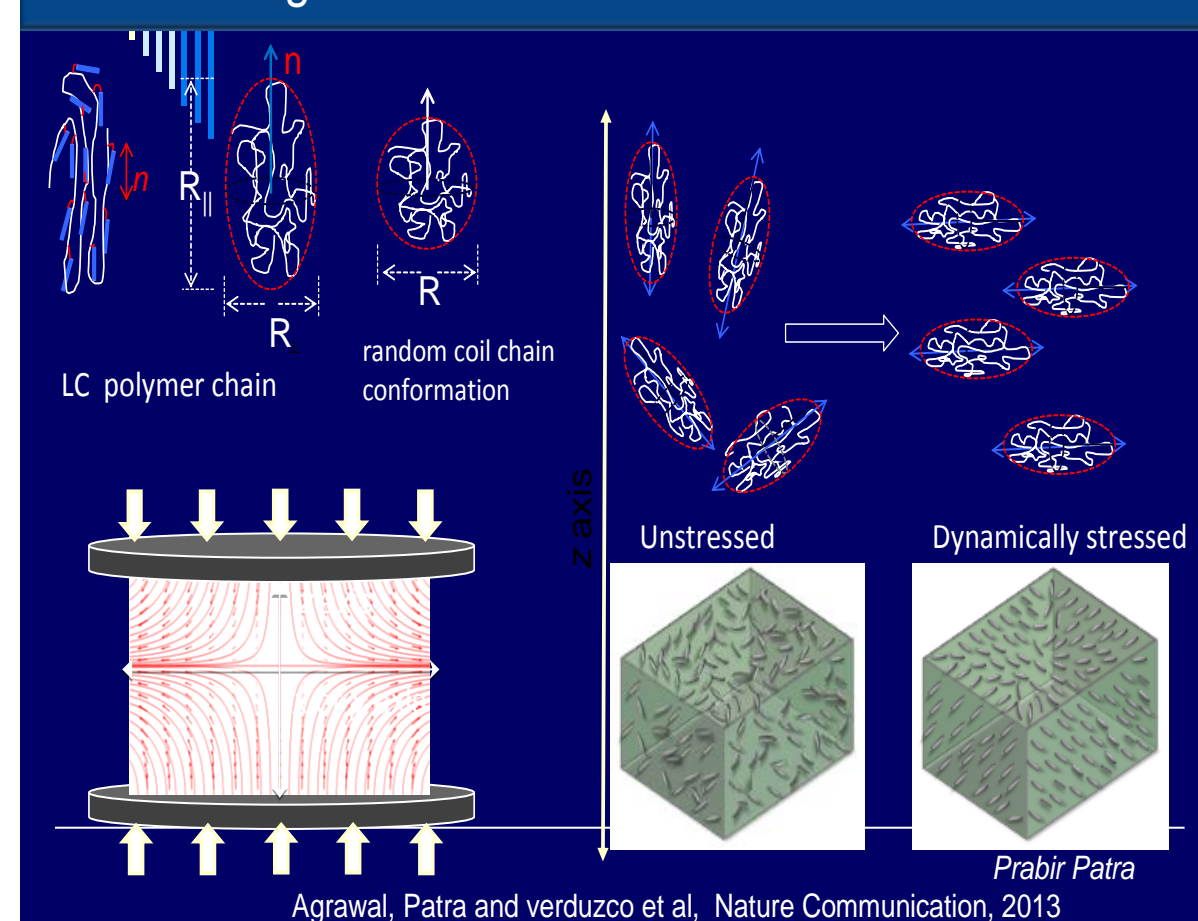 n
n
R||
R
R⊥
LC polymer chain
random coil chain
conformation
z axis
Unstressed
Dynamically stressed
Prabir Patra
Agrawal, Patra and verduzco et al, Nature Communication, 2013